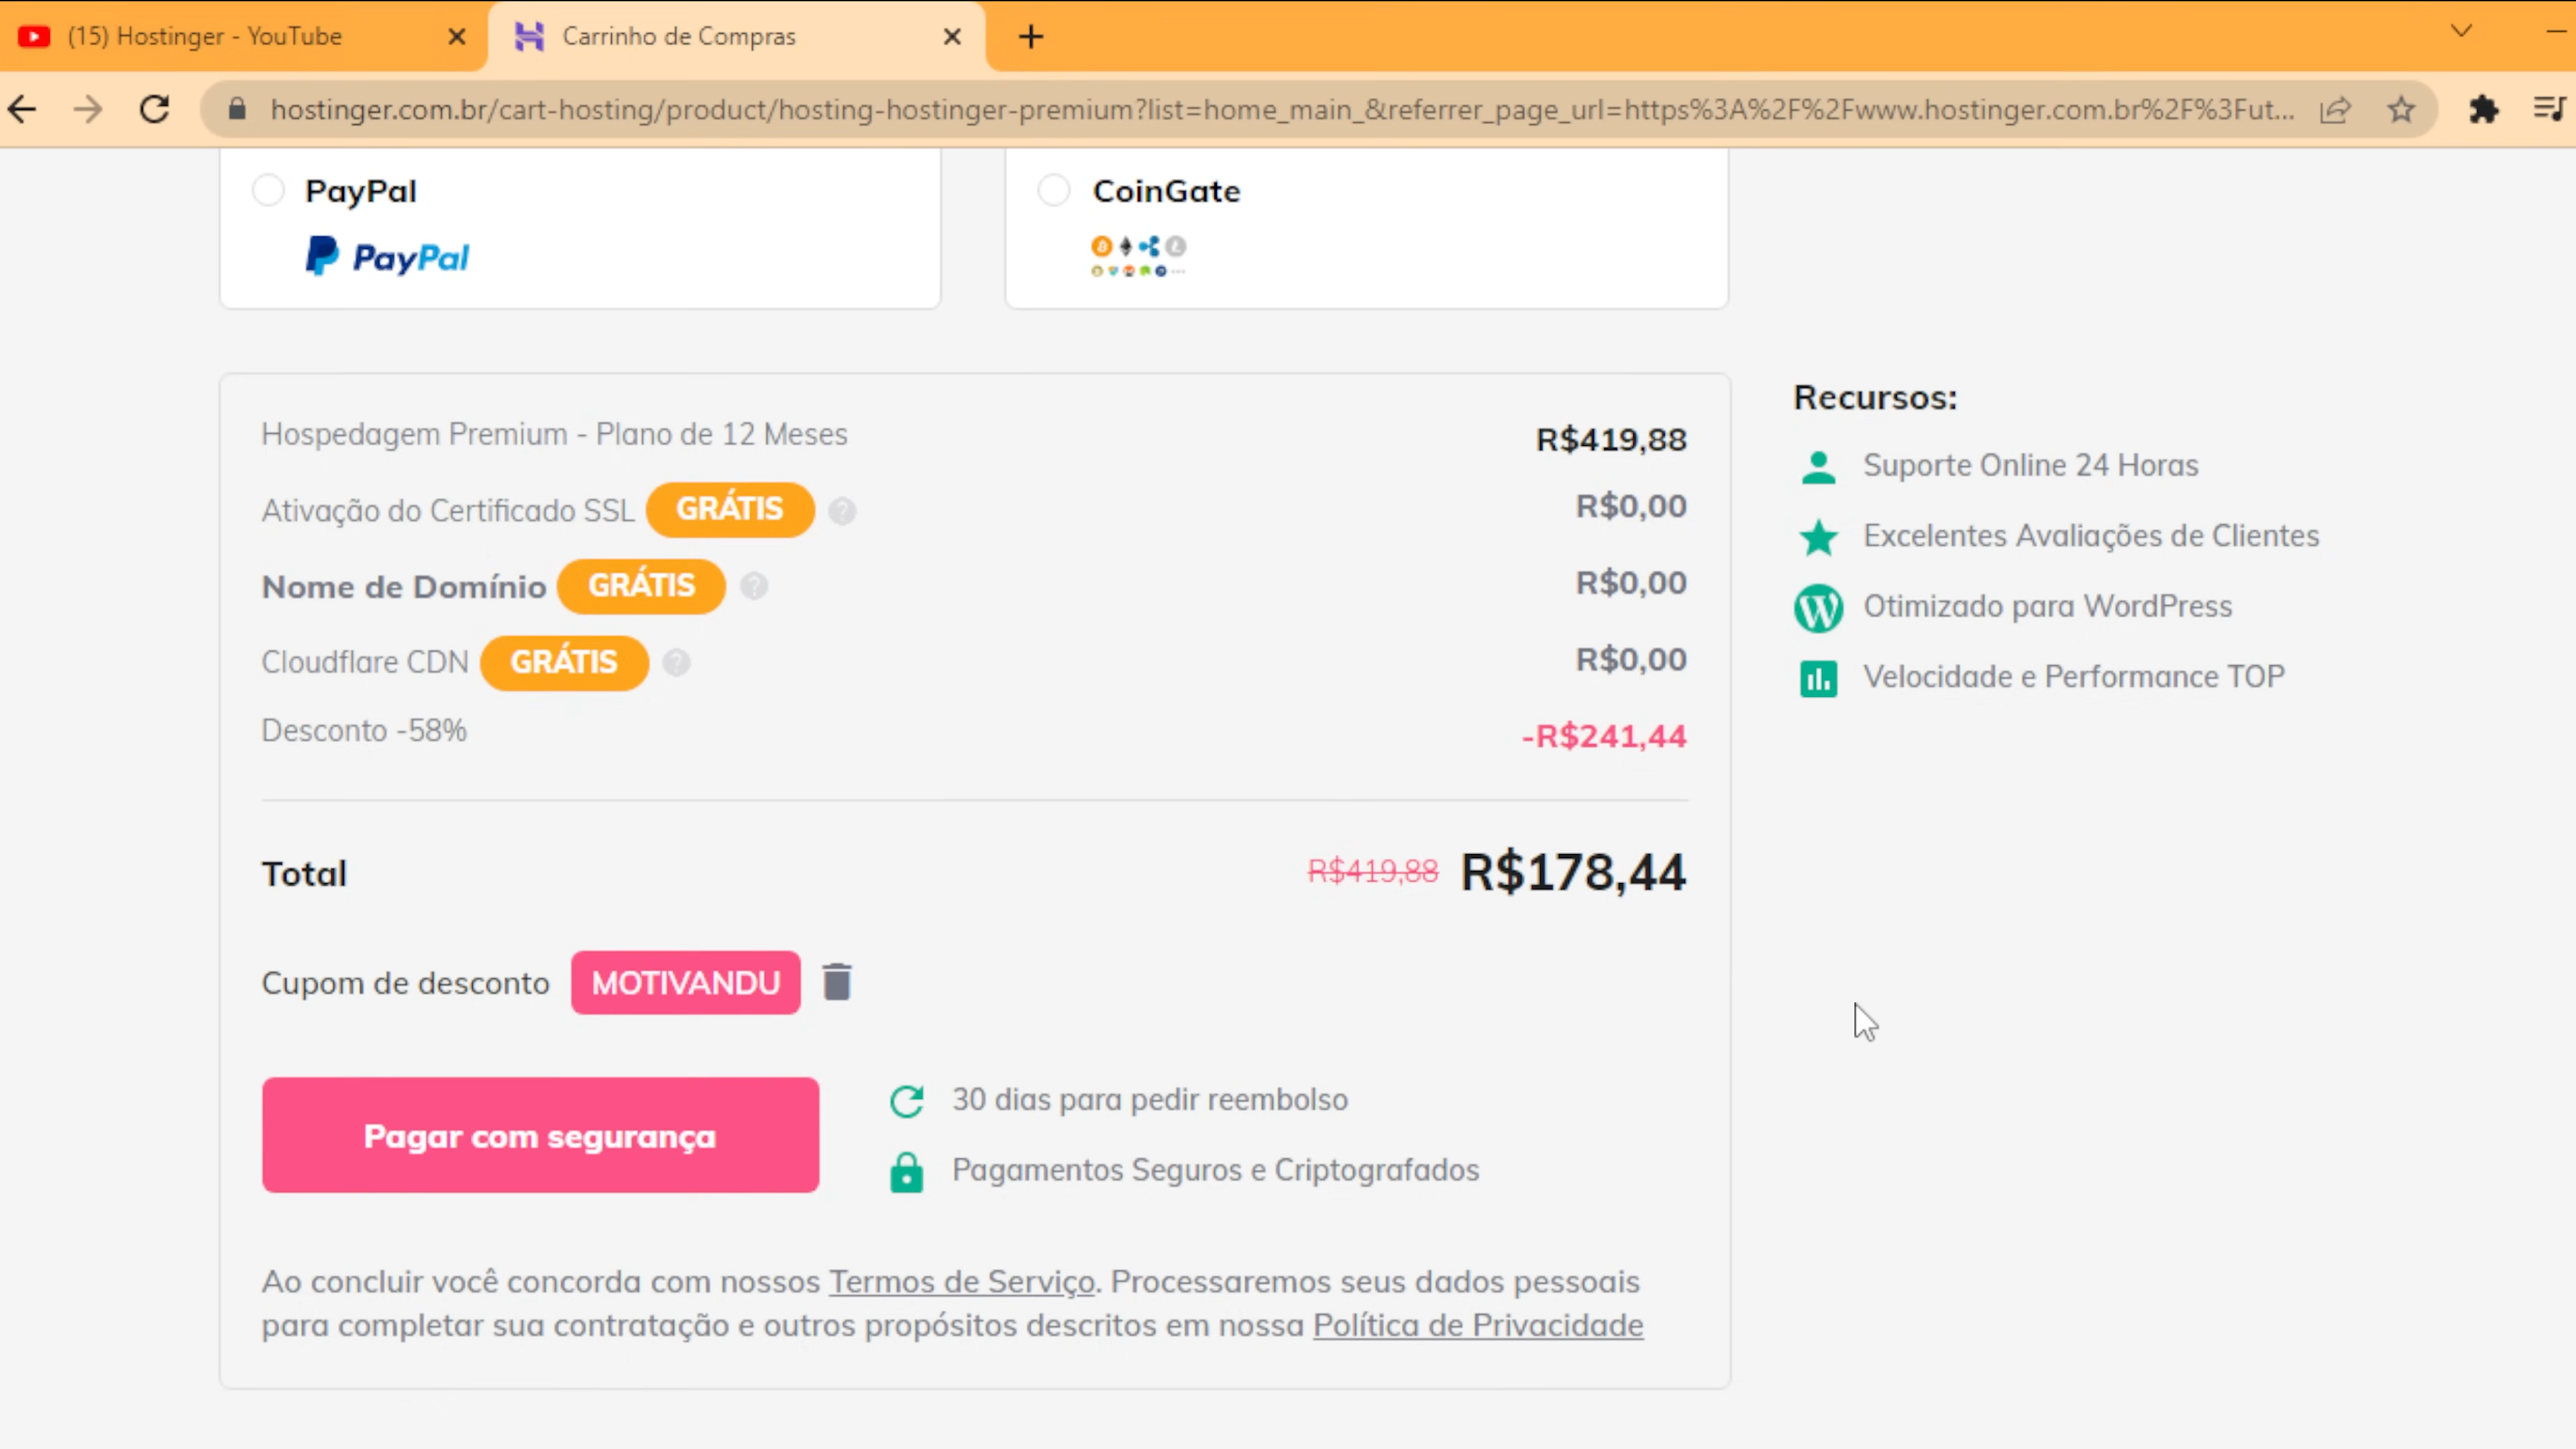 (15) Hostinger - YouTube
Carrinho de Compras
hostinger.com.br/cart-hosting/product/hosting-hostinger-premium?list=home_main_&referrer_page_url=https%3A%2F%2Fwww.hostinger.com.br%2F%3Fut...
PayPal
CoinGate
PayPal
Hospedagem Premium - Plano de 12 Meses R$419,88
Ativação do Certificado SSL GRÁTIS ? R$0,00
Nome de Domínio GRÁTIS ? R$0,00
Cloudflare CDN GRÁTIS ? R$0,00
Desconto -58% -R$241,44
Total R$419,88 R$178,44
Cupom de desconto MOTIVANDU
Pagar com segurança
30 dias para pedir reembolso
Pagamentos Seguros e Criptografados
Ao concluir você concorda com nossos Termos de Serviço. Processaremos seus dados pessoais
para completar sua contratação e outros propósitos descritos em nossa Política de Privacidade
Recursos:
Suporte Online 24 Horas
Excelentes Avaliações de Clientes
Otimizado para WordPress
Velocidade e Performance TOP